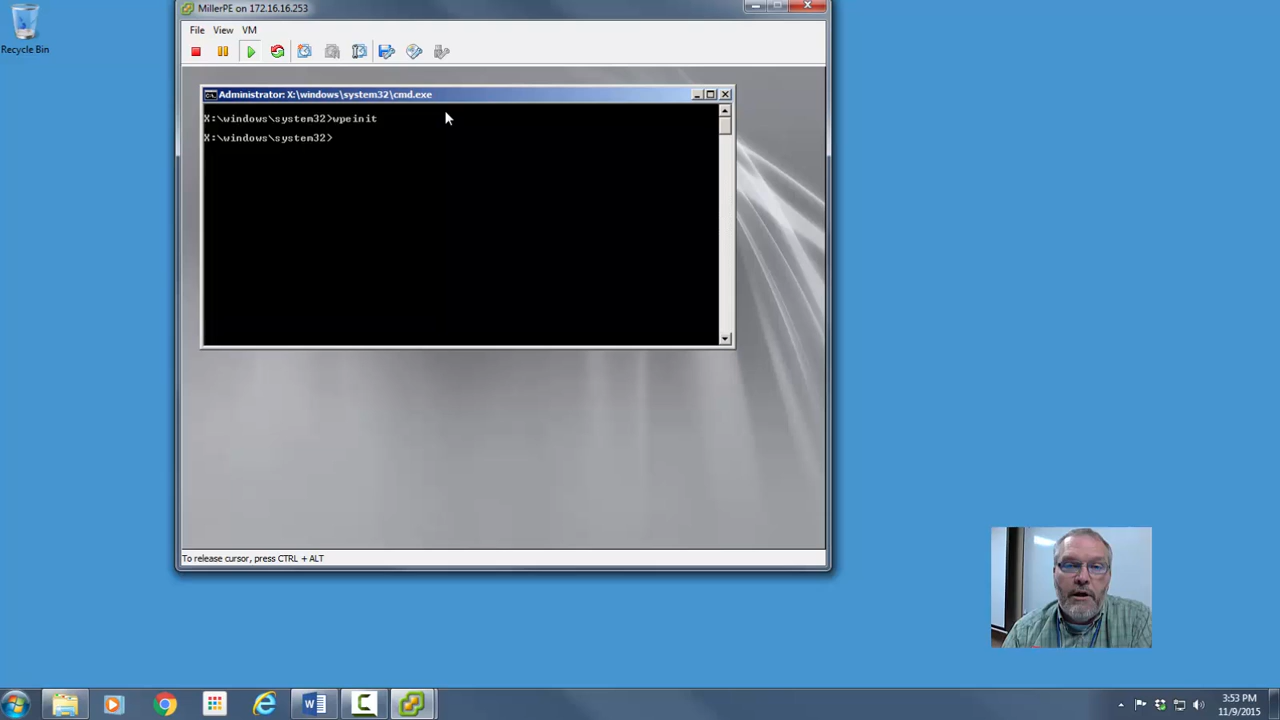 Recycle Bin
MillerPE on 172.16.16.253
File View VM
Administrator: X:\windows\system32\cmd.exe
X:\windows\system32>wpeinit
X:\windows\system32>
To release cursor, press CTRL + ALT
3:53 PM
11/9/2015